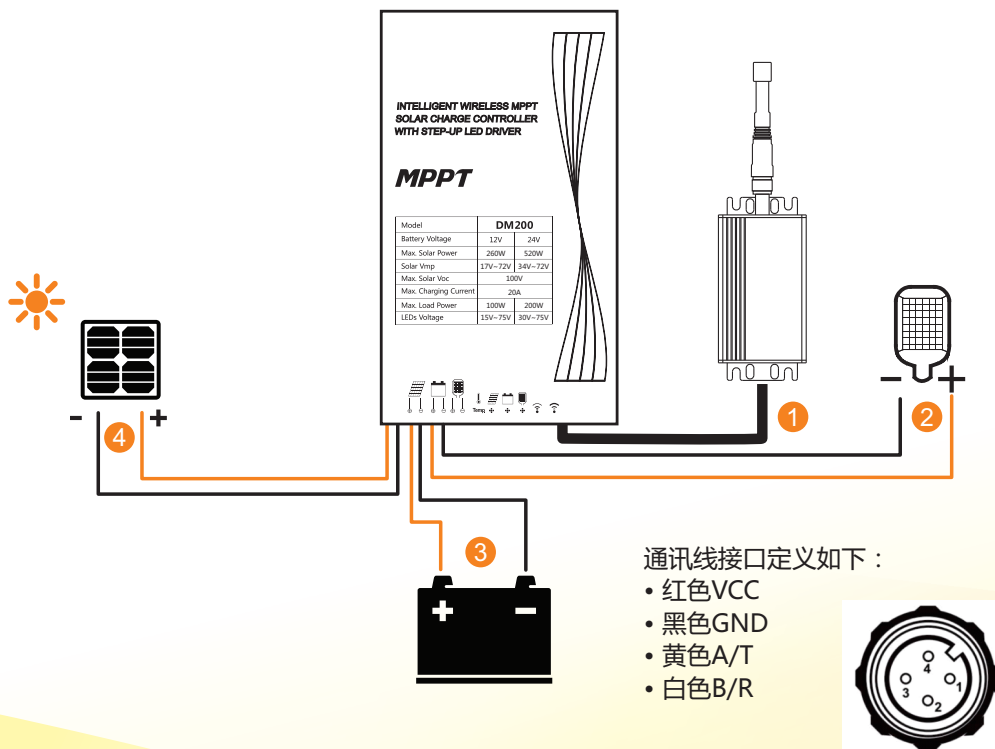 INTELLIGENT WIRELESS MPPT
SOLAR CHARGE CONTROLLER
WITH STEP-UP LED DRIVER
MPPT
Model DM200
Battery Voltage 12V 24V
Max. Solar Power 260W 520W
Solar Vmp 17V~72V 34V~72V
Max. Solar Voc 100V
Max. Charging Current 20A
Max. Load Power 100W 200W
LEDs Voltage 15V~75V 30V~75V
Temp.
- +
1
2
- +
4
3
+ -
通讯线接口定义如下：
• 红色VCC
• 黑色GND
• 黄色A/T
• 白色B/R
4
3 1
2